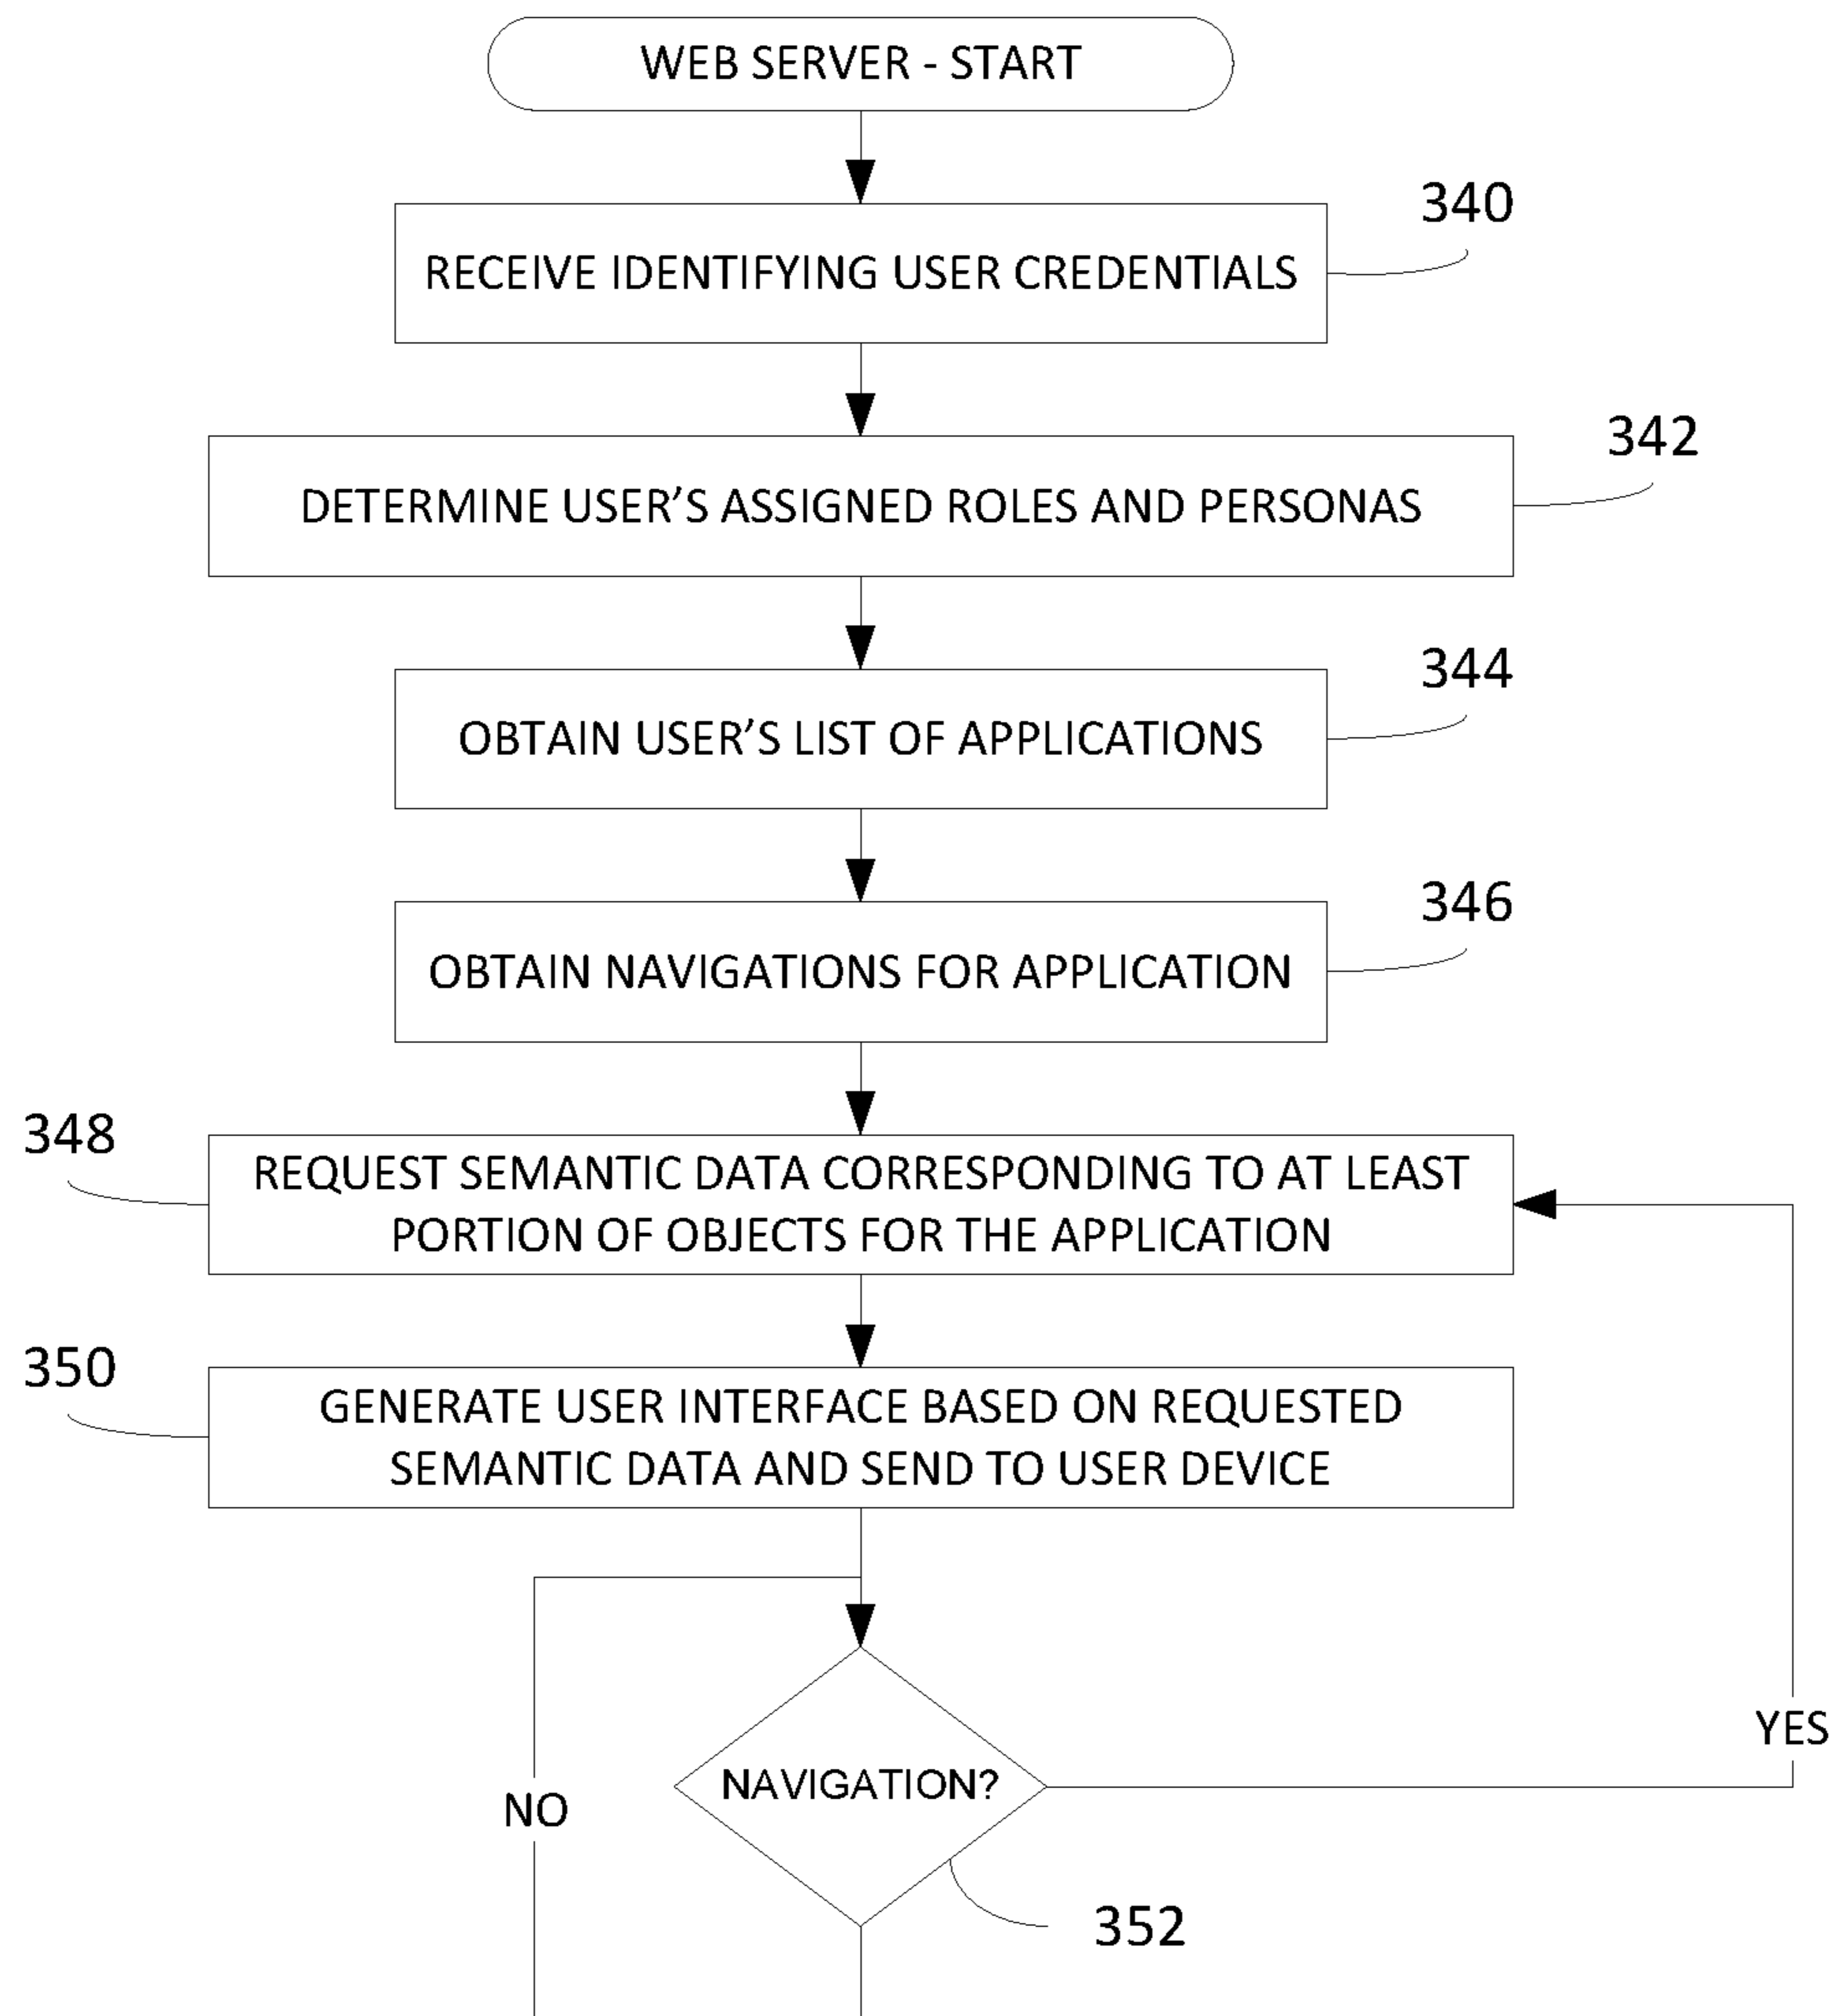 WEB SERVER - START
340
RECEIVE IDENTIFYING USER CREDENTIALS
342
DETERMINE USER’S ASSIGNED ROLES AND PERSONAS
344
OBTAIN USER’S LIST OF APPLICATIONS
346
OBTAIN NAVIGATIONS FOR APPLICATION
348
REQUEST SEMANTIC DATA CORRESPONDING TO AT LEAST
PORTION OF OBJECTS FOR THE APPLICATION
350
GENERATE USER INTERFACE BASED ON REQUESTED
SEMANTIC DATA AND SEND TO USER DEVICE
YES
NAVIGATION?
NO
352